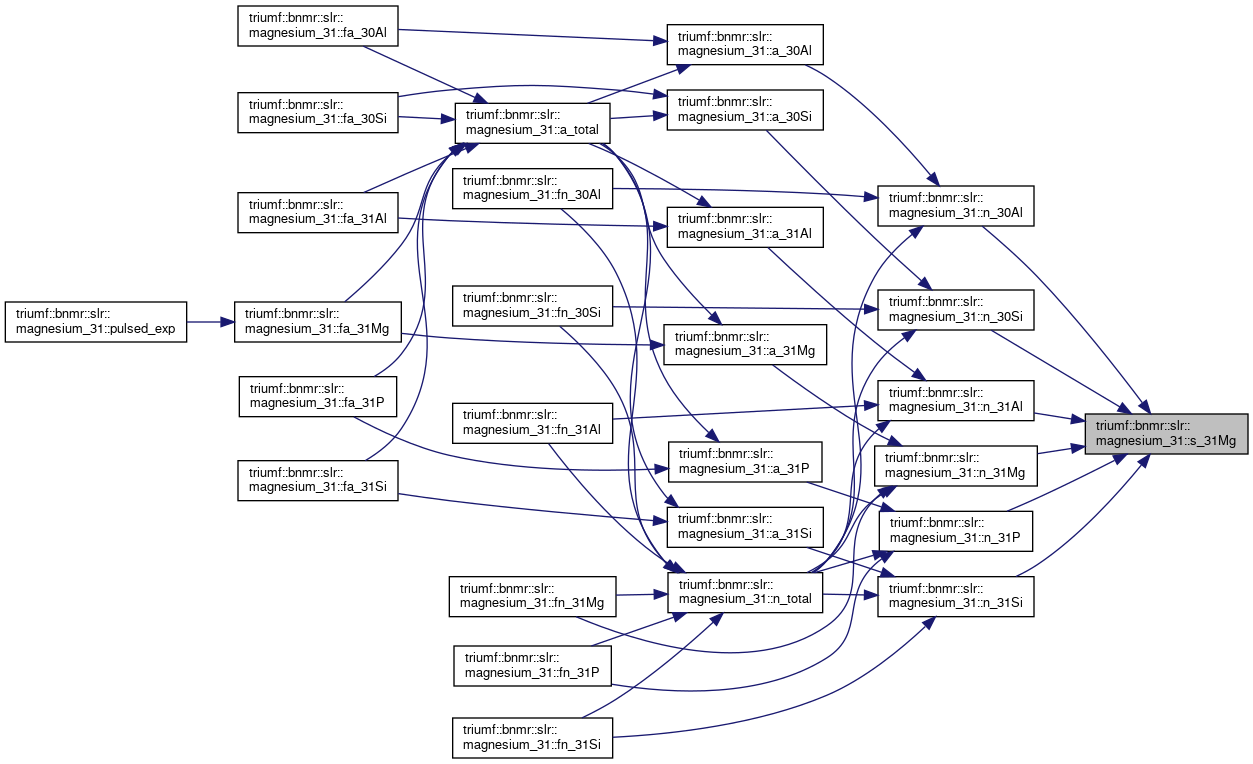 triumf::bnmr::slr::
magnesium_31::fa_30Al
triumf::bnmr::slr::
magnesium_31::a_30Al
triumf::bnmr::slr::
magnesium_31::fa_30Si
triumf::bnmr::slr::
magnesium_31::a_total
triumf::bnmr::slr::
magnesium_31::a_30Si
triumf::bnmr::slr::
magnesium_31::fn_30Al
triumf::bnmr::slr::
magnesium_31::n_30Al
triumf::bnmr::slr::
magnesium_31::fa_31Al
triumf::bnmr::slr::
magnesium_31::a_31Al
triumf::bnmr::slr::
magnesium_31::fn_30Si
triumf::bnmr::slr::
magnesium_31::n_30Si
triumf::bnmr::slr::
magnesium_31::pulsed_exp
triumf::bnmr::slr::
magnesium_31::fa_31Mg
triumf::bnmr::slr::
magnesium_31::a_31Mg
triumf::bnmr::slr::
magnesium_31::fa_31P
triumf::bnmr::slr::
magnesium_31::n_31Al
triumf::bnmr::slr::
magnesium_31::fn_31Al
triumf::bnmr::slr::
magnesium_31::s_31Mg
triumf::bnmr::slr::
magnesium_31::a_31P
triumf::bnmr::slr::
magnesium_31::n_31Mg
triumf::bnmr::slr::
magnesium_31::fa_31Si
triumf::bnmr::slr::
magnesium_31::a_31Si
triumf::bnmr::slr::
magnesium_31::n_31P
triumf::bnmr::slr::
magnesium_31::fn_31Mg
triumf::bnmr::slr::
magnesium_31::n_total
triumf::bnmr::slr::
magnesium_31::n_31Si
triumf::bnmr::slr::
magnesium_31::fn_31P
triumf::bnmr::slr::
magnesium_31::fn_31Si